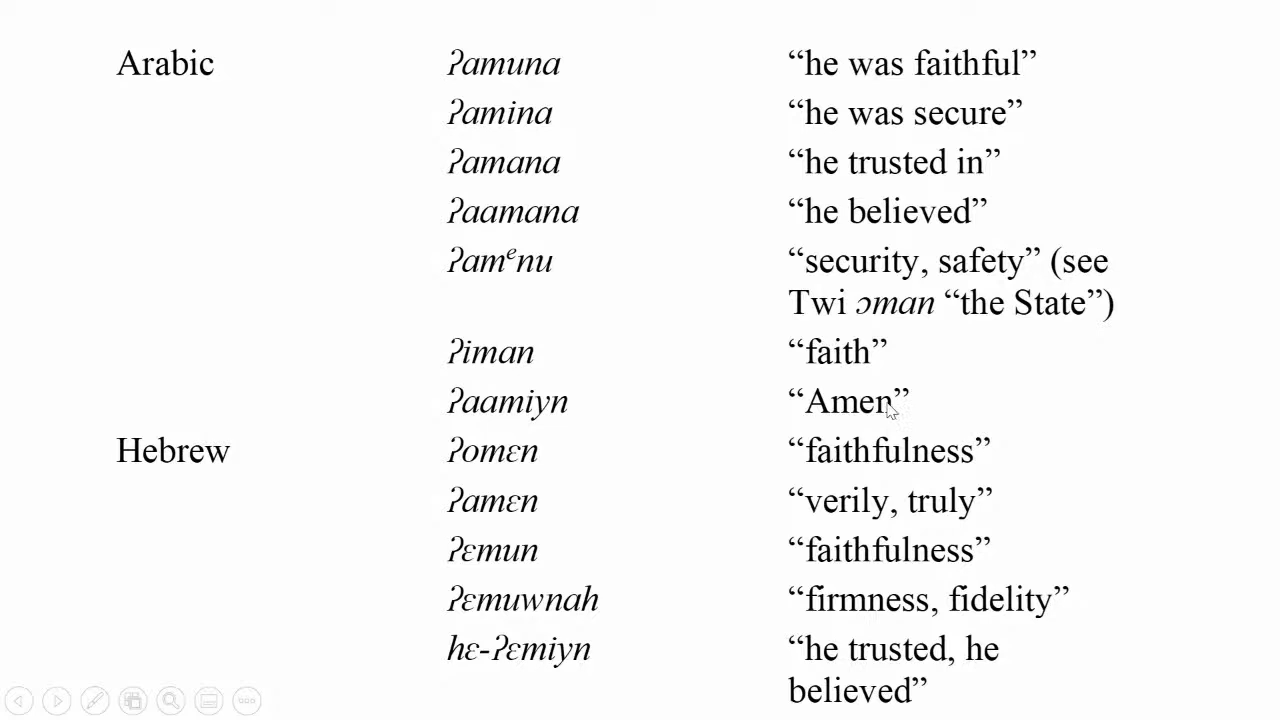 Arabic ʔamuna “he was faithful”
ʔamina “he was secure”
ʔamana “he trusted in”
ʔaamana “he believed”
ʔamᵉnu “security, safety” (see
Twi ɔman “the State”)
ʔiman “faith”
ʔaamiyn “Amen”
Hebrew ʔomɛn “faithfulness”
ʔamɛn “verily, truly”
ʔɛmun “faithfulness”
ʔɛmuwnah “firmness, fidelity”
hɛ-ʔɛmiyn “he trusted, he
believed”